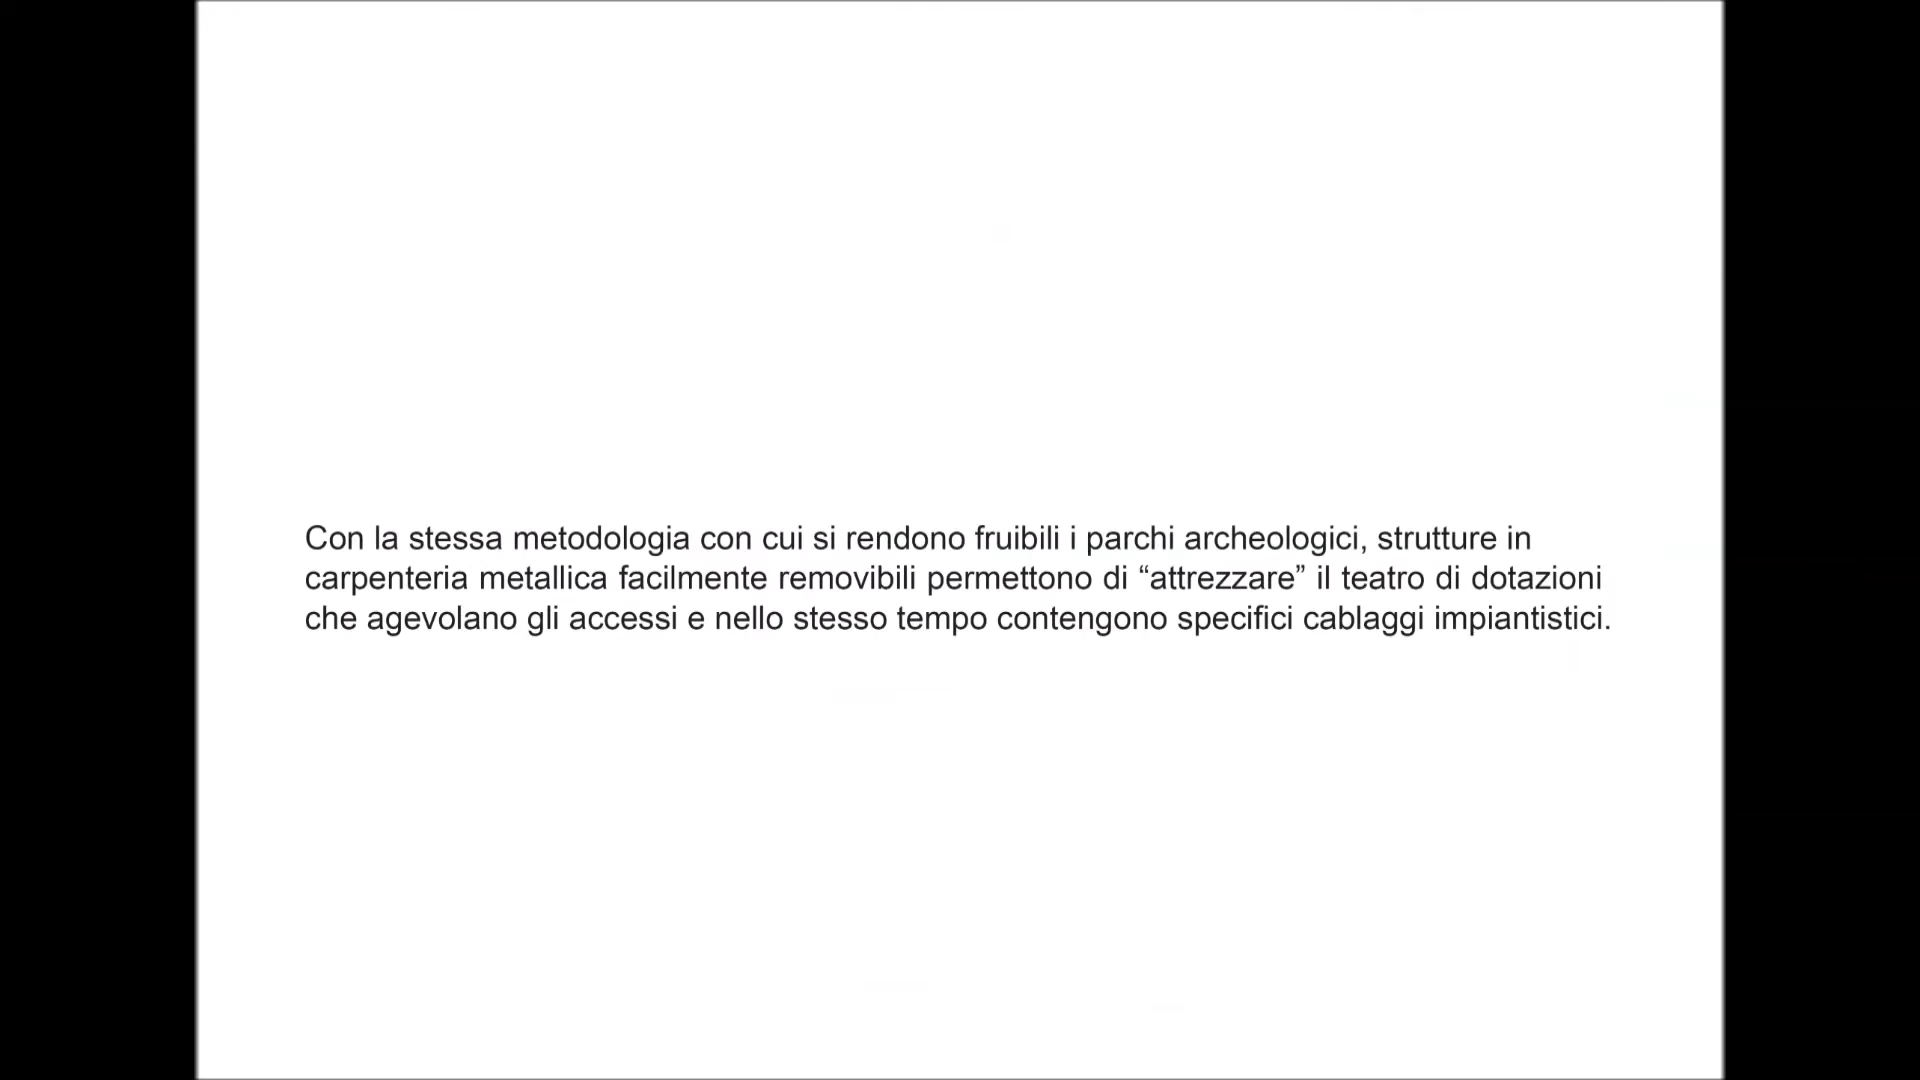 Con la stessa metodologia con cui si rendono fruibili i parchi archeologici, strutture in
carpenteria metallica facilmente removibili permettono di “attrezzare” il teatro di dotazioni
che agevolano gli accessi e nello stesso tempo contengono specifici cablaggi impiantistici.